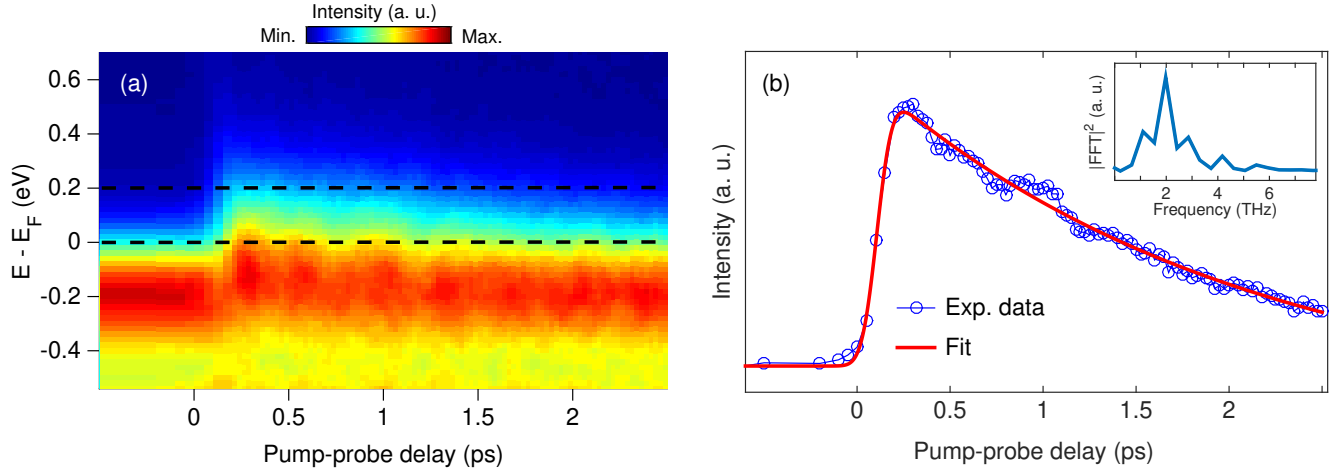 Intensity (a. u.)
Min. Max.
(a)
E - E_F (eV)
0.6
0.4
0.2
0
-0.2
-0.4
0 0.5 1 1.5 2
Pump-probe delay (ps)
(b)
Intensity (a. u.)
Exp. data
Fit
0 0.5 1 1.5 2 2.5
Pump-probe delay (ps)
|FFT|² (a. u.)
2 4 6
Frequency (THz)